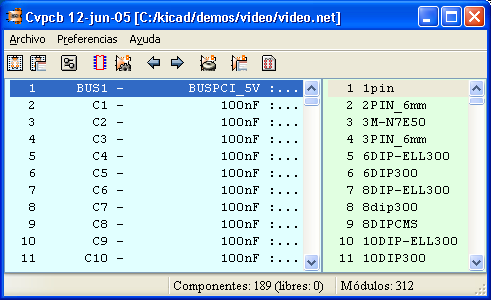 Cvpcb 12-jun-05 [C:/kicad/demos/video/video.net]
Archivo Preferencias Ayuda
1 BUS1 - BUSPCI_5V :...
2 C1 - 100nF :...
3 C2 - 100nF :...
4 C3 - 100nF :...
5 C4 - 100nF :...
6 C5 - 100nF :...
7 C6 - 100nF :...
8 C7 - 100nF :...
9 C8 - 100nF :...
10 C9 - 100nF :...
11 C10 - 100nF :...
1 1pin
2 2PIN_6mm
3 3M-N7E50
4 3PIN_6mm
5 6DIP-ELL300
6 6DIP300
7 8DIP-ELL300
8 8dip300
9 8DIPCMS
10 10DIP-ELL300
11 10DIP300
Componentes: 189 (libres: 0) Módulos: 312